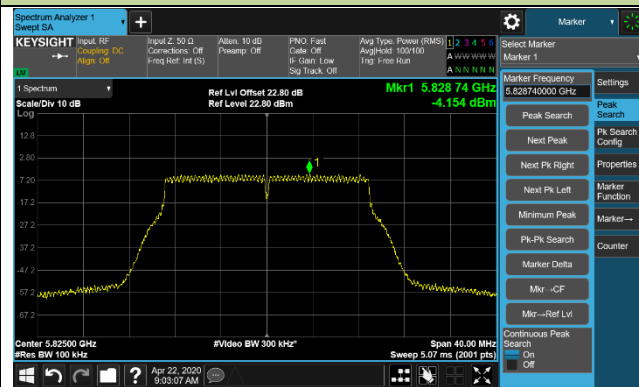 Spectrum Analyzer 1
Swept SA
Marker
KEYSIGHT
Input: RF
Coupling: DC
Align: Off
Input Z: 50 Ω
Corrections: Off
Freq Ref: Int (S)
Atten: 10 dB
Preamp: Off
PNO: Fast
Gate: Off
IF Gain: Low
Sig Track: Off
Avg Type: Power (RMS)
Avg|Hold: 100/100
Trig: Free Run
1 2 3 4 5 6
A W W W W W
A N N N N N
Select Marker
Marker 1
1 Spectrum
Scale/Div 10 dB
Log
Ref Lvl Offset 22.80 dB
Ref Level 22.80 dBm
Mkr1 5.828 74 GHz
-4.154 dBm
12.8
2.80
-7.20
-17.2
-27.2
-37.2
-47.2
-57.2
-67.2
1
Center 5.82500 GHz
#Res BW 100 kHz
#Video BW 300 kHz*
Span 40.00 MHz
Sweep 5.07 ms (2001 pts)
Marker Frequency
5.828740000 GHz
Peak Search
Next Peak
Next Pk Right
Next Pk Left
Minimum Peak
Pk-Pk Search
Marker Delta
Mkr→CF
Mkr→Ref Lvl
Continuous Peak
Search
On
Off
Settings
Peak
Search
Pk Search
Config
Properties
Marker
Function
Marker→
Counter
Apr 22, 2020
9:03:07 AM